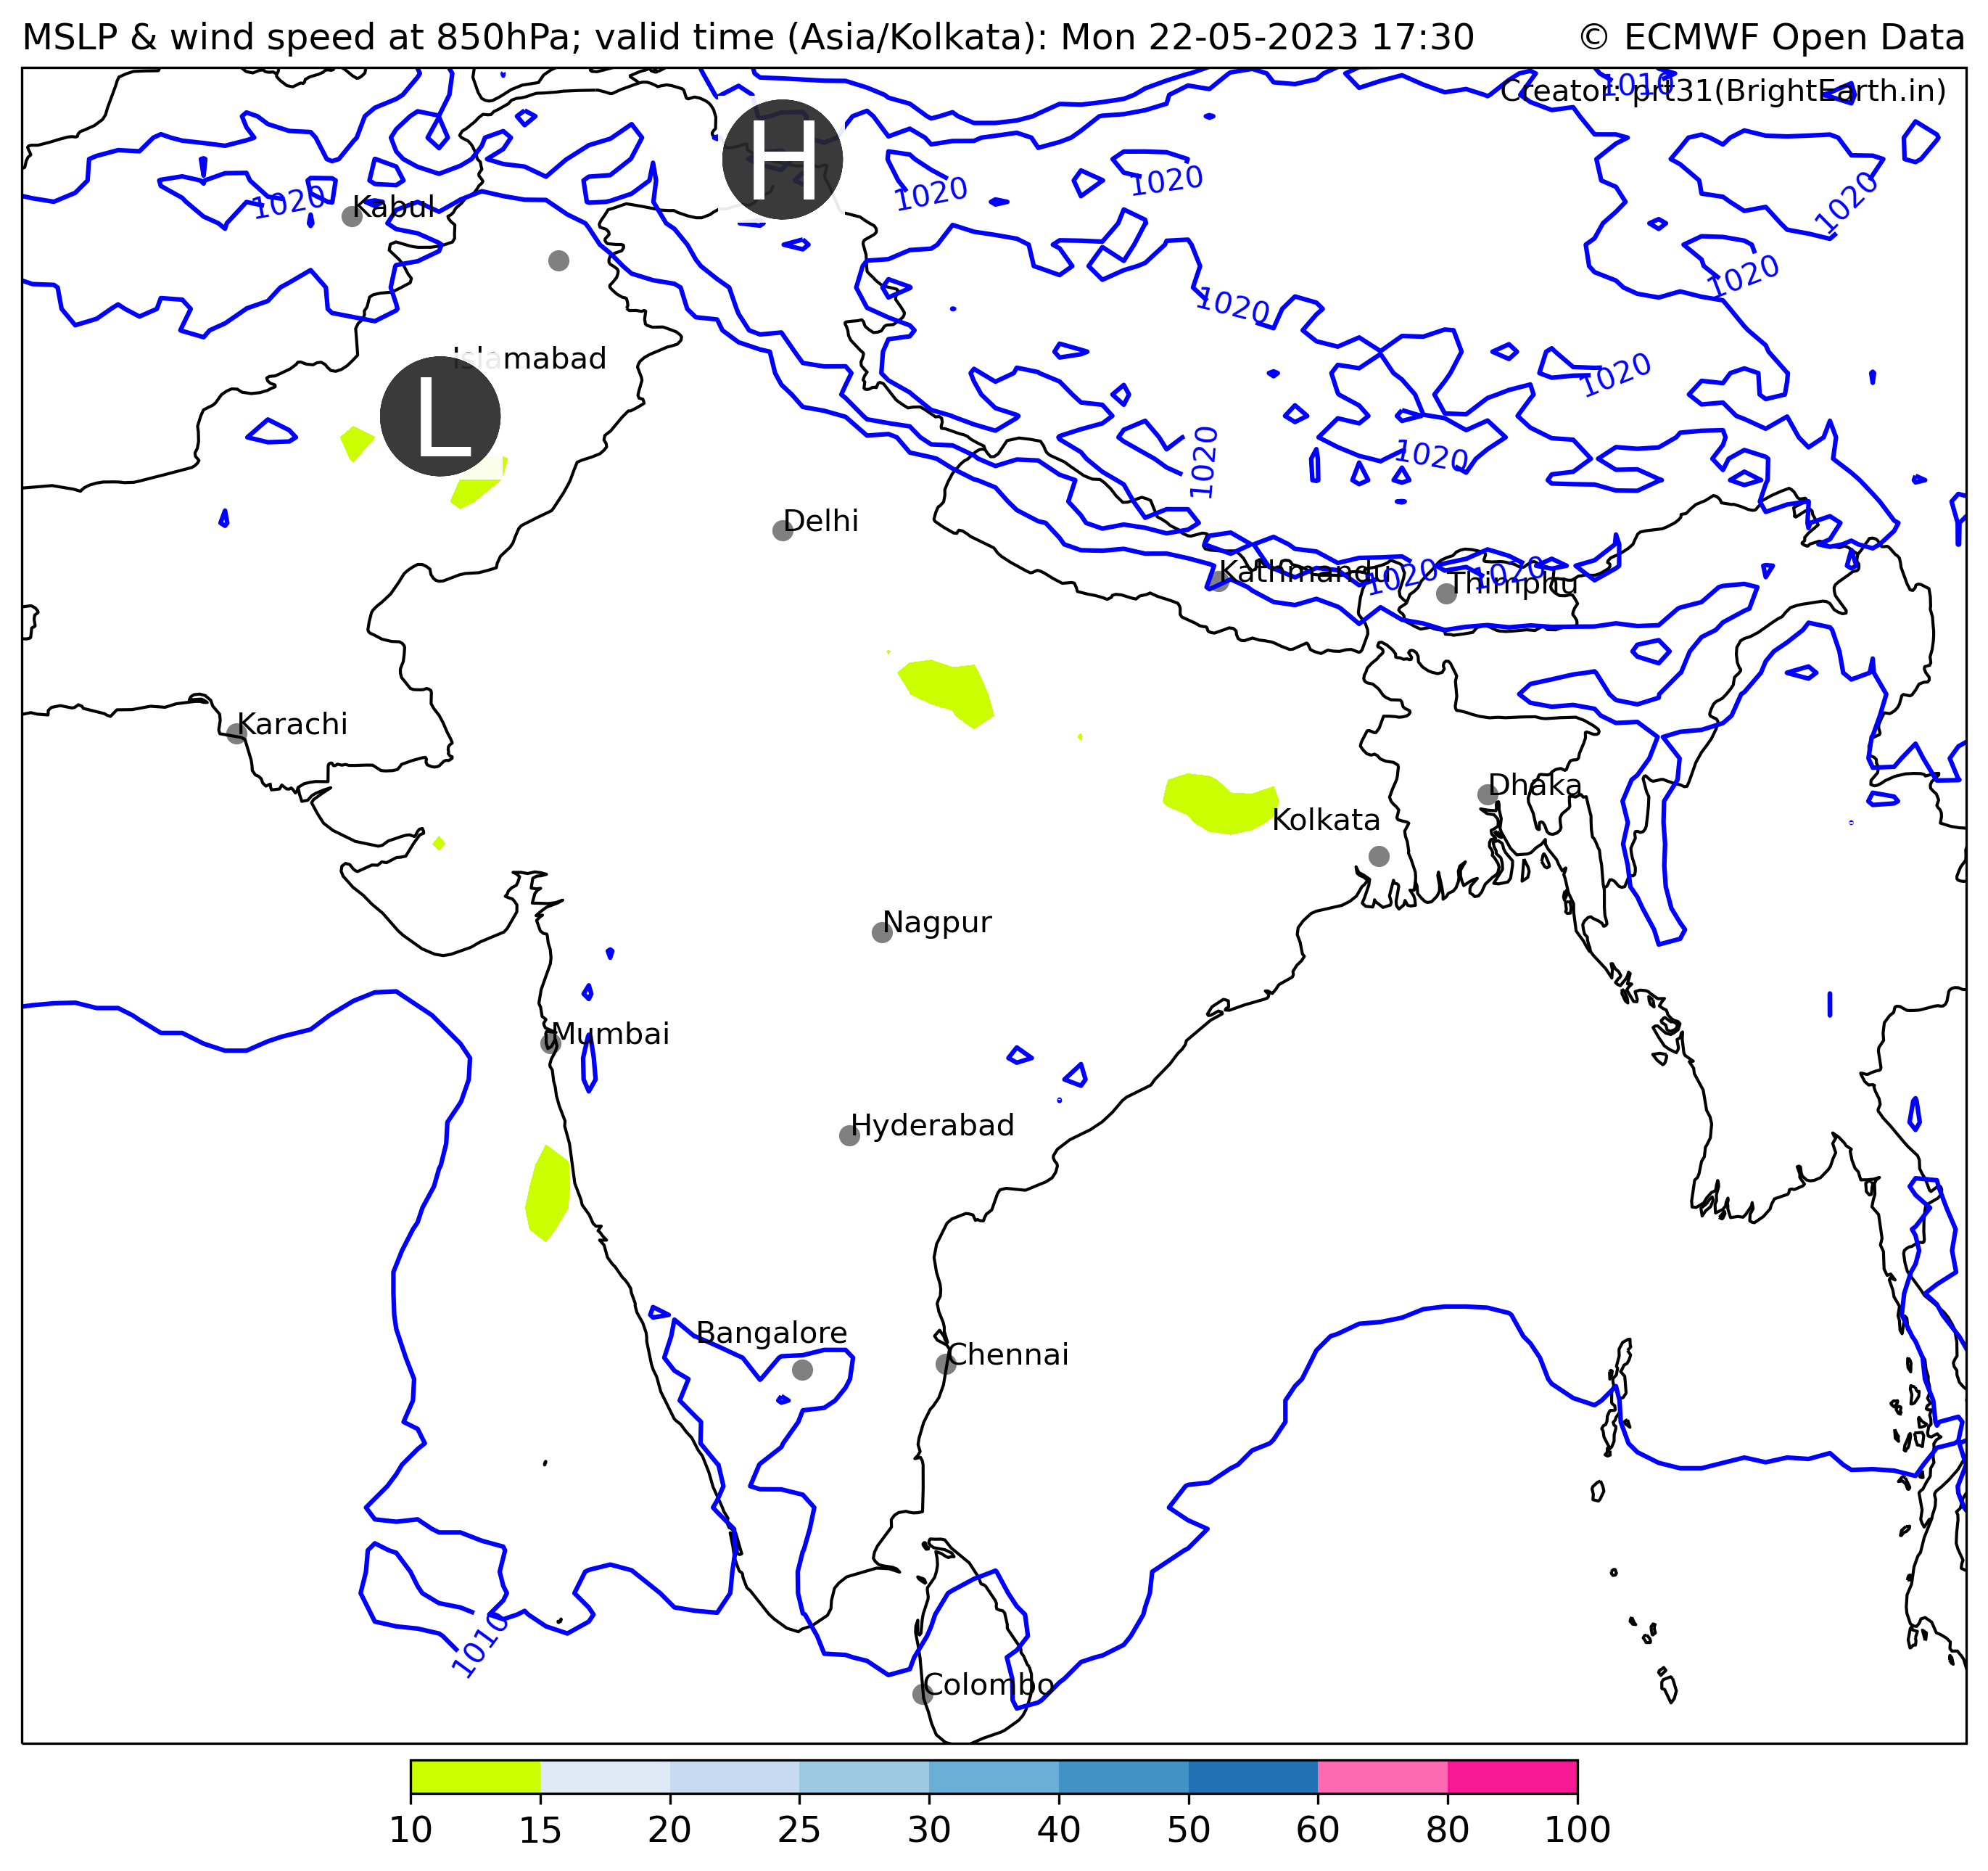 MSLP & wind speed at 850hPa; valid time (Asia/Kolkata): Mon 22-05-2023 17:30 © ECMWF Open Data
1010
Creator: prt31(BrightEarth.in)
H
1020
1020
1020
1020
Kabul
1020
1020
Islamabad
1020
L
1020
1020
Delhi
Kathmandu
1020
1020
Thimphu
Karachi
Dhaka
Kolkata
Nagpur
Mumbai
Hyderabad
Bangalore
Chennai
1010
Colombo
10 15 20 25 30 40 50 60 80 100